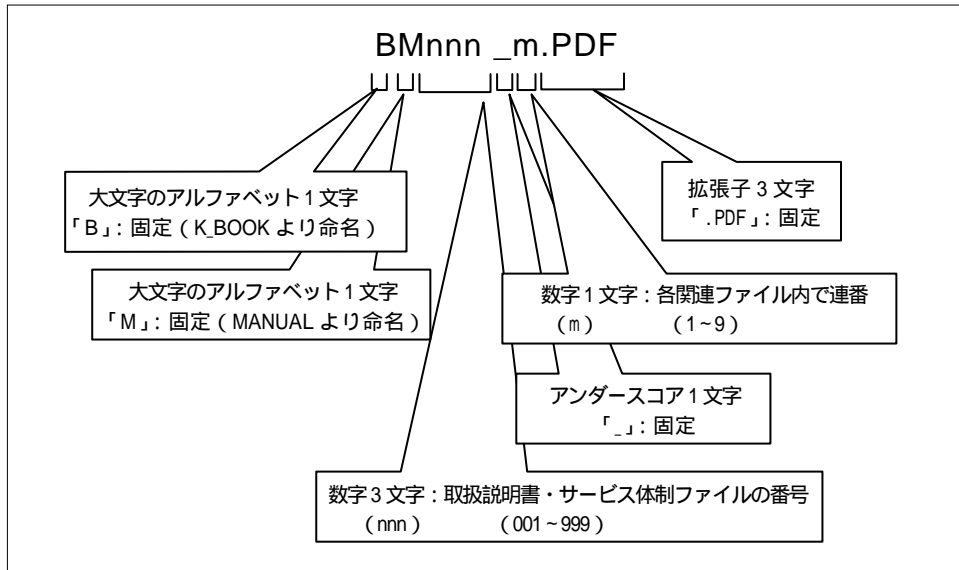 BMnnn _m.PDF
大文字のアルファベット1文字
「B」：固定（K_BOOKより命名）
拡張子3文字
「.PDF」：固定
大文字のアルファベット1文字
「M」：固定（MANUALより命名）
数字1文字：各関連ファイル内で連番
（m） （1~9）
アンダースコア1文字
「_」：固定
数字3文字：取扱説明書・サービス体制ファイルの番号
（nnn） （001~999）